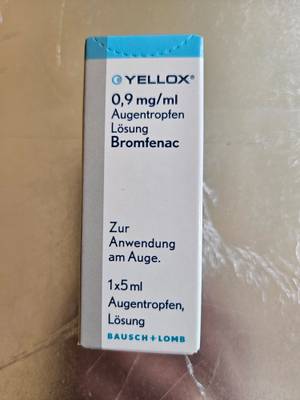 YELLOX®
0,9 mg/ml
Augentropfen
Lösung
Bromfenac
Zur
Anwendung
am Auge.
1x5 ml
Augentropfen,
Lösung
BAUSCH+LOMB